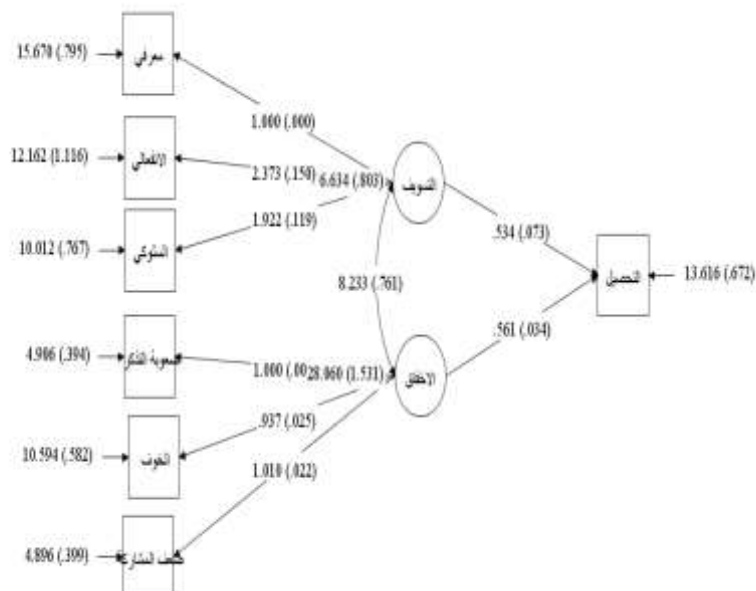 15.670 (.795)
معرفي
1.000 (.000)
12.162 (1.116)
الانفعالي
2.373 (.150)
6.634 (.803)
التسويف
1.922 (.119)
10.012 (.767)
السلوكي
.534 (.073)
8.233 (.761)
التحصيل
13.616 (.672)
.561 (.034)
4.906 (.394)
صعوبة التذكر
1.000 (.00
28.060 (1.531)
.937 (.025)
10.594 (.582)
الخوف
1.010 (.022)
4.896 (.399)